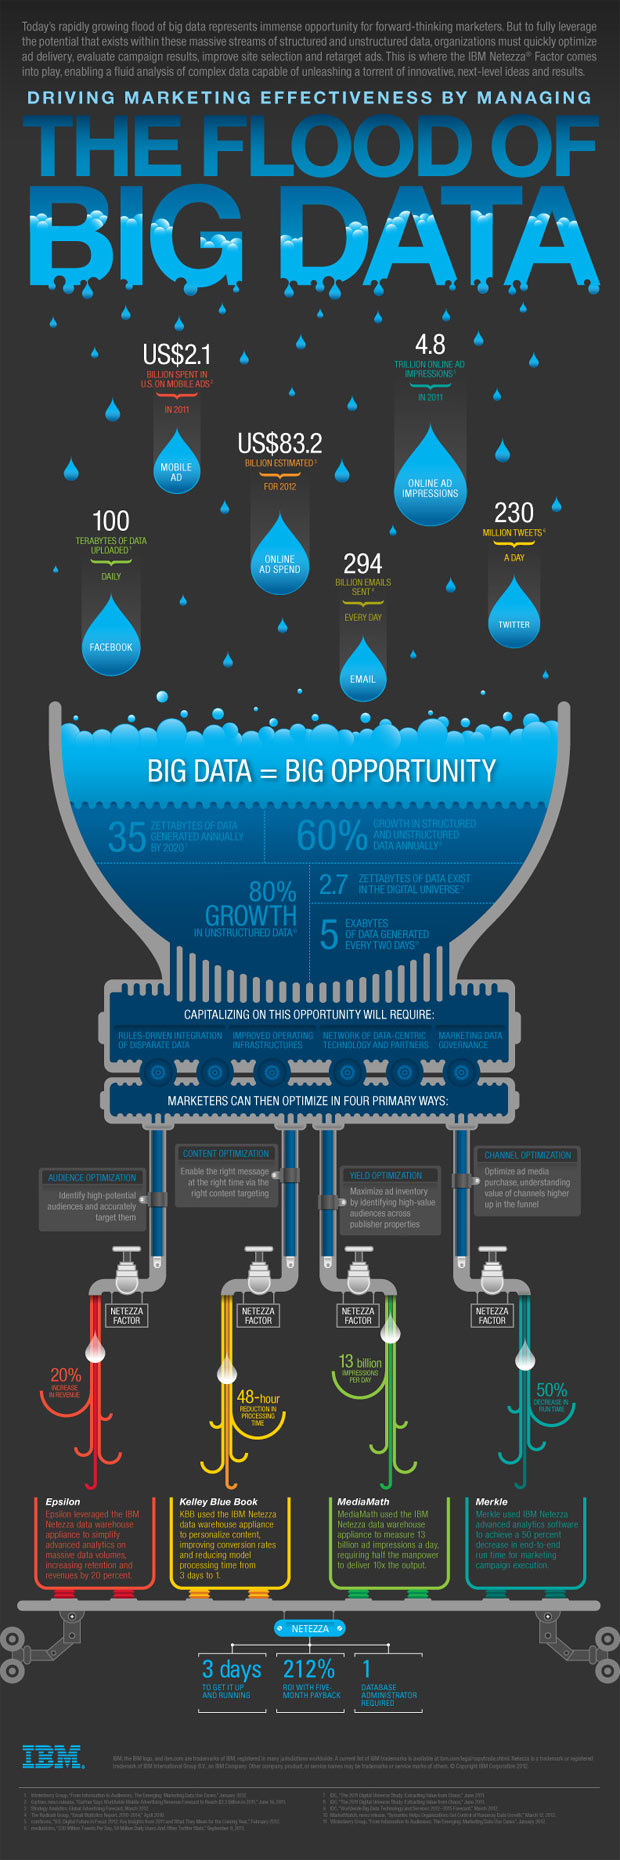 Today's rapidly growing flood of big data represents immense opportunity for forward-thinking marketers. But to fully leverage
the potential that exists within these massive streams of structured and unstructured data, organizations must quickly optimize
ad delivery, evaluate campaign results, improve site selection and retarget ads. This is where the IBM Netezza® Factor comes
into play, enabling a fluid analysis of complex data capable of unleashing a torrent of innovative, next-level ideas and results.
DRIVING MARKETING EFFECTIVENESS BY MANAGING
THE FLOOD OF
BIG DATA
US$2.1
BILLION SPENT IN
U.S. ON MOBILE ADS
IN 2011
MOBILE
AD
4.8
TRILLION ONLINE AD
IMPRESSIONS
IN 2011
ONLINE AD
IMPRESSIONS
US$83.2
BILLION ESTIMATED
FOR 2012
ONLINE
AD SPEND
100
TERABYTES OF DATA
UPLOADED
DAILY
FACEBOOK
294
BILLION EMAILS
SENT
EVERY DAY
EMAIL
230
MILLION TWEETS
A DAY
TWITTER
BIG DATA = BIG OPPORTUNITY
35
ZETTABYTES OF DATA
GENERATED ANNUALLY
BY 2020
60%
GROWTH IN STRUCTURED
AND UNSTRUCTURED
DATA ANNUALLY
80%
GROWTH
IN UNSTRUCTURED DATA
2.7
ZETTABYTES OF DATA EXIST
IN THE DIGITAL UNIVERSE
5
EXABYTES
OF DATA GENERATED
EVERY TWO DAYS
CAPITALIZING ON THIS OPPORTUNITY WILL REQUIRE:
RULES-DRIVEN INTEGRATION
OF DISPARATE DATA
IMPROVED OPERATING
INFRASTRUCTURES
NETWORK OF DATA-CENTRIC
TECHNOLOGY AND PARTNERS
MARKETING DATA
GOVERNANCE
MARKETERS CAN THEN OPTIMIZE IN FOUR PRIMARY WAYS:
AUDIENCE OPTIMIZATION
Identify high-potential
audiences and accurately
target them
CONTENT OPTIMIZATION
Enable the right message
at the right time via the
right content targeting
YIELD OPTIMIZATION
Maximize ad inventory
by identifying high-value
audiences across
publisher properties
CHANNEL OPTIMIZATION
Optimize ad media
purchase, understanding
value of channels higher
up in the funnel
NETEZZA
FACTOR
NETEZZA
FACTOR
NETEZZA
FACTOR
NETEZZA
FACTOR
20%
INCREASE
IN REVENUE
48-hour
REDUCTION IN
PROCESSING
TIME
13 billion
IMPRESSIONS
PER DAY
50%
DECREASE IN
RUN TIME
Epsilon
Epsilon leveraged the IBM
Netezza data warehouse
appliance to simplify
advanced analytics on
massive data volumes,
increasing retention and
revenues by 20 percent.
Kelley Blue Book
KBB used the IBM Netezza
data warehouse appliance
to personalize content,
improving conversion rates
and reducing model
processing time from
3 days to 1.
MediaMath
MediaMath used the IBM
Netezza data warehouse
appliance to measure 13
billion ad impressions a day,
requiring half the manpower
to deliver 10x the output.
Merkle
Merkle used IBM Netezza
advanced analytics software
to achieve a 50 percent
decrease in end-to-end
run time for marketing
campaign execution.
NETEZZA
3 days
TO GET IT UP
AND RUNNING
212%
ROI WITH FIVE-
MONTH PAYBACK
1
DATABASE
ADMINISTRATOR
REQUIRED
IBM.